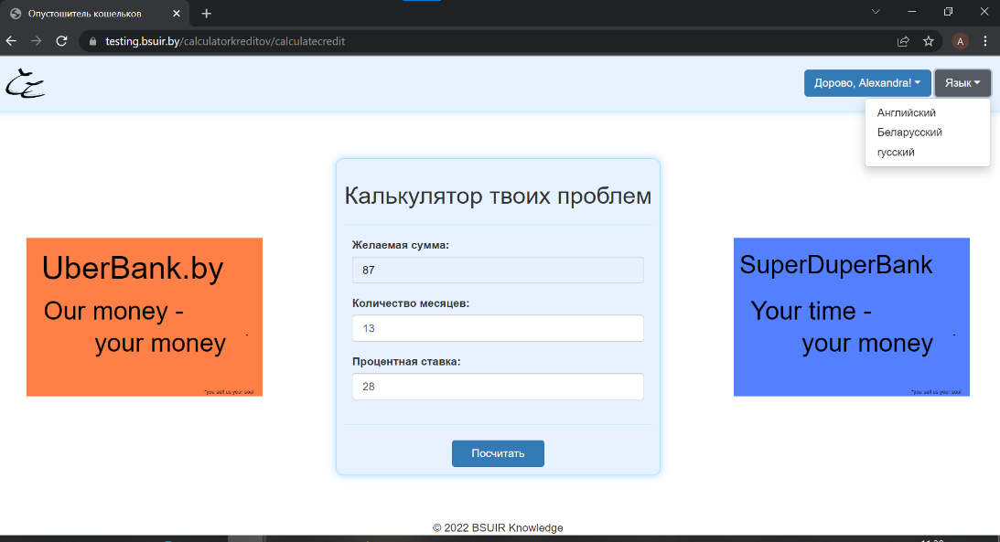 Опустошитель кошельков
testing.bsuir.by/calculatorkreditov/calculatecredit
A
Дорово, Alexandra!
Язык
Английский
Беларусский
гусский
Калькулятор твоих проблем
Желаемая сумма:
87
Количество месяцев:
13
Процентная ставка:
28
Посчитать
UberBank.by
Our money -
your money
*you sell us your soul
SuperDuperBank
Your time -
your money
*you sell us your soul
© 2022 BSUIR Knowledge